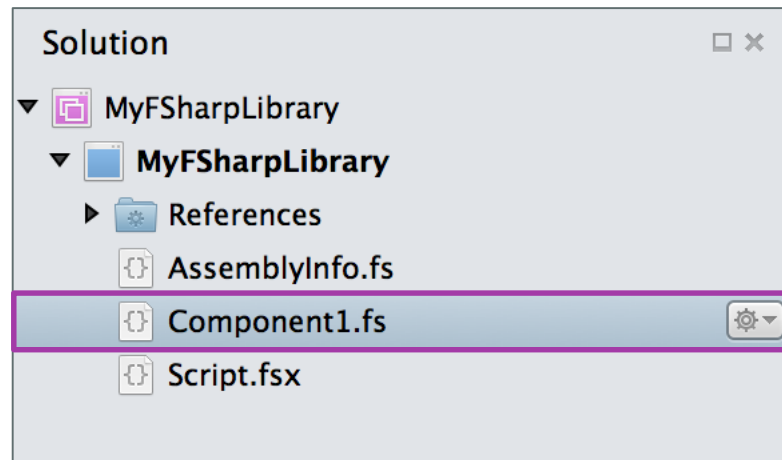 Solution
MyFSharpLibrary
MyFSharpLibrary
References
AssemblyInfo.fs
Component1.fs
Script.fsx